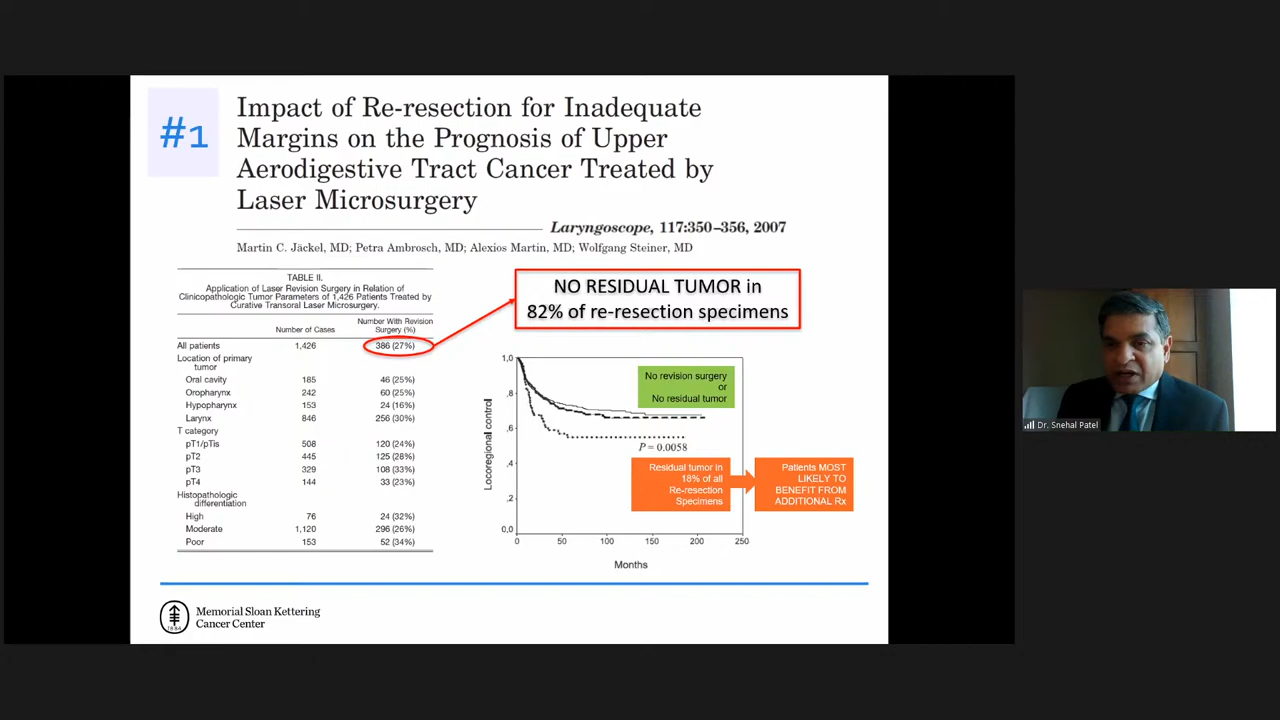 #1
Impact of Re-resection for Inadequate
Margins on the Prognosis of Upper
Aerodigestive Tract Cancer Treated by
Laser Microsurgery
Laryngoscope, 117:350–356, 2007
Martin C. Jäckel, MD; Petra Ambrosch, MD; Alexios Martin, MD; Wolfgang Steiner, MD
TABLE II.
Application of Laser Revision Surgery in Relation of
Clinicopathologic Tumor Parameters of 1,426 Patients Treated by
Curative Transoral Laser Microsurgery.
Number of Cases
Number With Revision
Surgery (%)
All patients 1,426 386 (27%)
Location of primary
tumor
Oral cavity 185 46 (25%)
Oropharynx 242 60 (25%)
Hypopharynx 153 24 (16%)
Larynx 846 256 (30%)
T category
pT1/pTis 508 120 (24%)
pT2 445 125 (28%)
pT3 329 108 (33%)
pT4 144 33 (23%)
Histopathologic
differentiation
High 76 24 (32%)
Moderate 1,120 296 (26%)
Poor 153 52 (34%)
NO RESIDUAL TUMOR in
82% of re-resection specimens
Locoregional control
1,0
,8
,6
,4
,2
0,0
0 50 100 150 200 250
Months
No revision surgery
or
No residual tumor
P = 0.0058
Residual tumor in
18% of all
Re-resection
Specimens
Patients MOST
LIKELY TO
BENEFIT FROM
ADDITIONAL Rx
1884
Memorial Sloan Kettering
Cancer Center
Dr. Snehal Patel